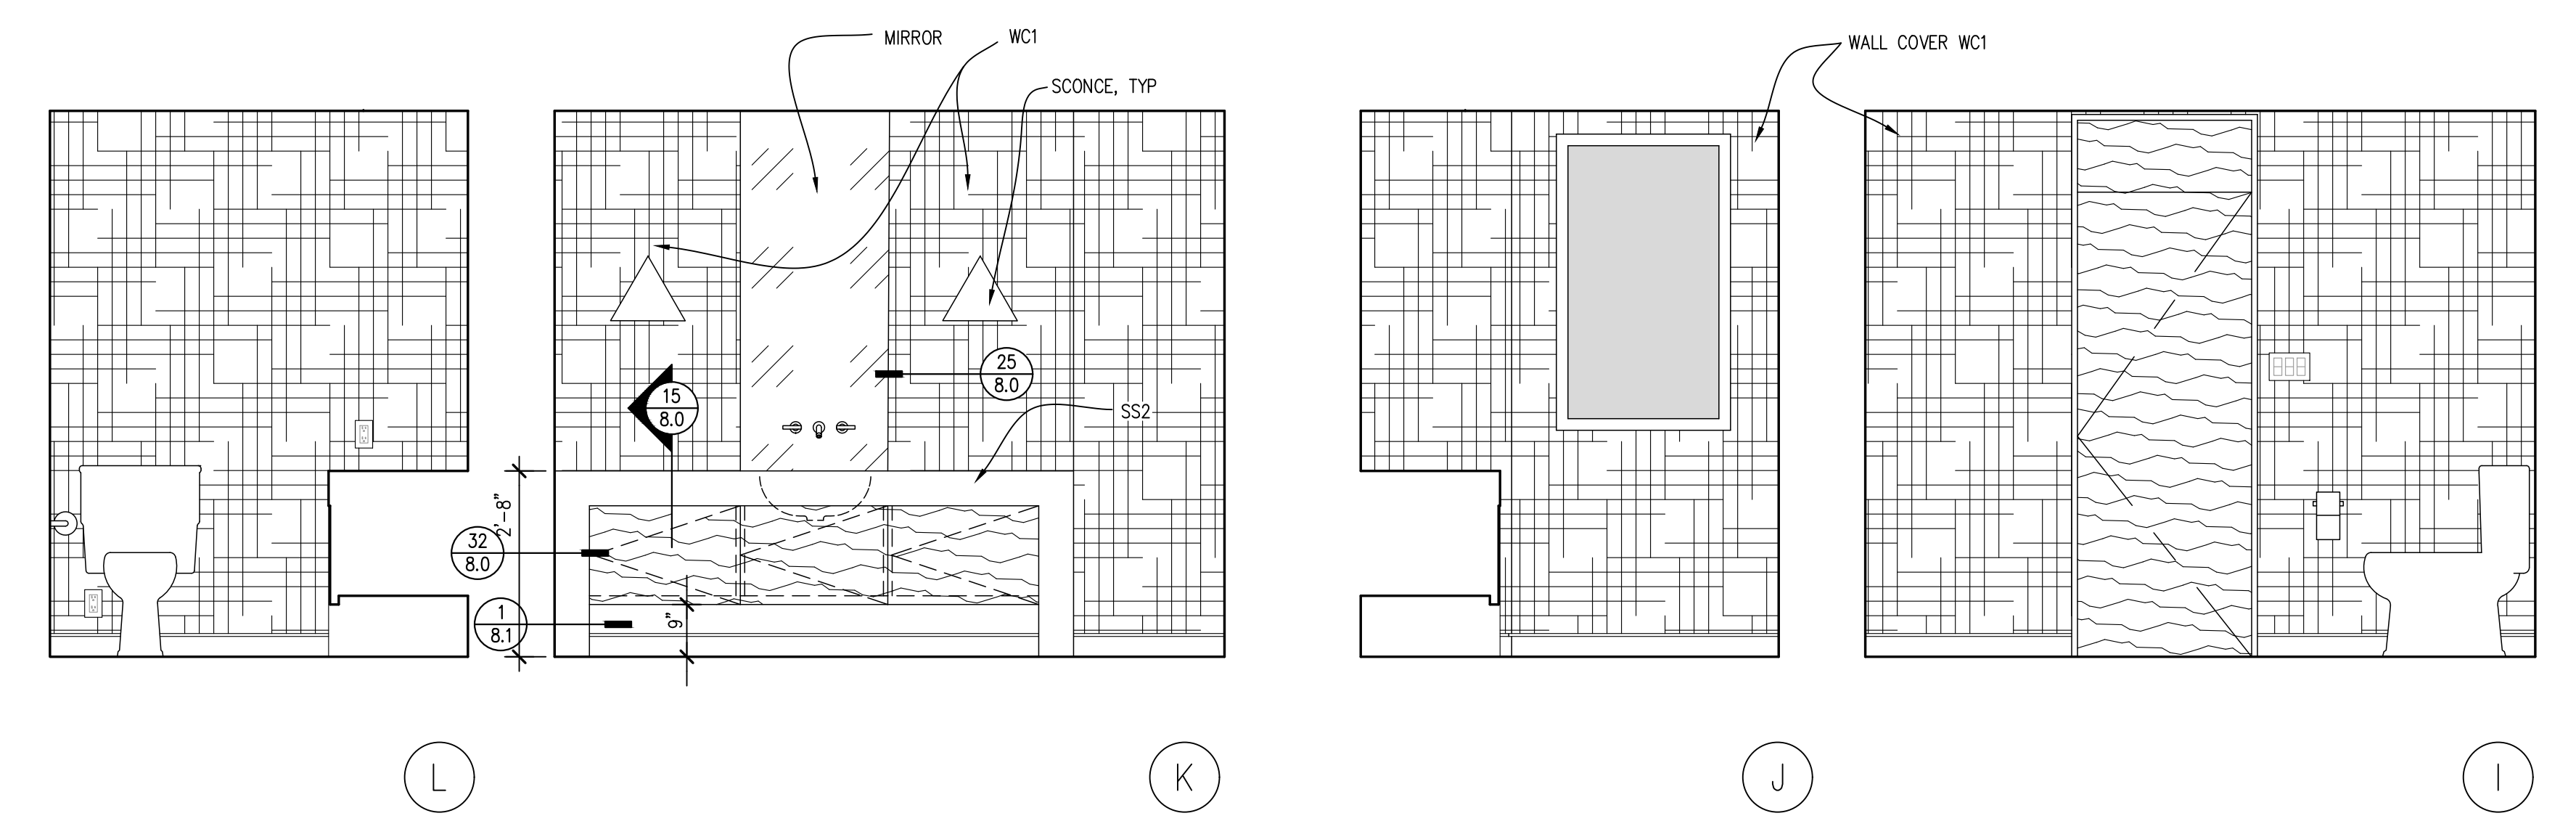 MIRROR
WC1
SCONCE, TYP
WALL COVER WC1
25
8.0
15
8.0
SS2
2'-8"
32
8.0
1
8.1
9"
L
K
J
I